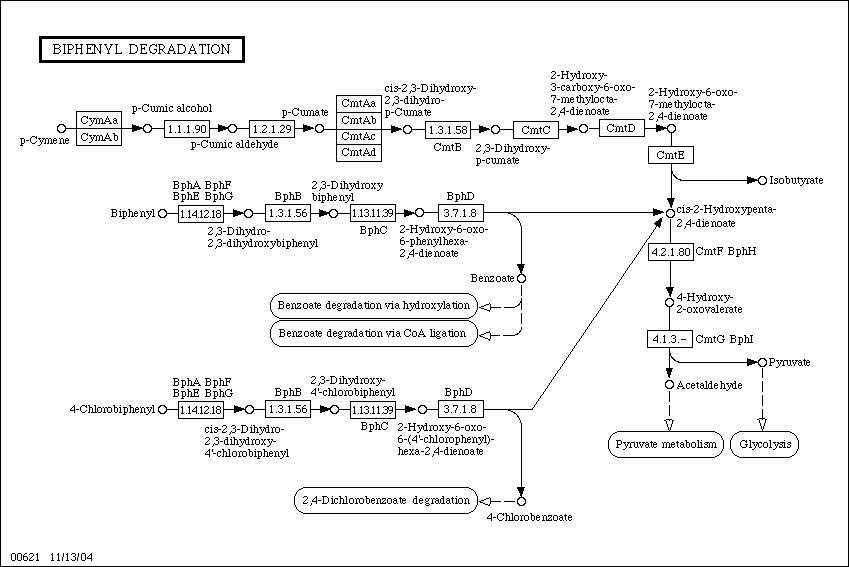 BIPHENYL DEGRADATION
p-Cymene
CymAa
CymAb
p-Cumic alcohol
1.1.1.90
p-Cumic aldehyde
1.2.1.29
p-Cumate
CmtAa
CmtAb
CmtAc
CmtAd
cis-2,3-Dihydroxy-
2,3-dihydro-
p-Cumate
1.3.1.58
CmtB
2,3-Dihydroxy-
p-cumate
CmtC
2-Hydroxy-
3-carboxy-6-oxo-
7-methylocta-
2,4-dienoate
CmtD
2-Hydroxy-6-oxo-
7-methylocta-
2,4-dienoate
CmtE
Isobutyrate
Biphenyl
BphA BphF
BphE BphG
1.14.12.18
2,3-Dihydro-
2,3-dihydroxybiphenyl
BphB
1.3.1.56
2,3-Dihydroxy
biphenyl
1.13.11.39
BphC
2-Hydroxy-6-oxo-
6-phenylhexa-
2,4-dienoate
BphD
3.7.1.8
cis-2-Hydroxypenta-
2,4-dienoate
4.2.1.80
CmtF BphH
Benzoate
Benzoate degradation via hydroxylation
Benzoate degradation via CoA ligation
4-Hydroxy-
2-oxovalerate
4.1.3.-
CmtG BphI
Pyruvate
Acetaldehyde
Pyruvate metabolism
Glycolysis
4-Chlorobiphenyl
BphA BphF
BphE BphG
1.14.12.18
cis-2,3-Dihydro-
2,3-dihydroxy-
4'-chlorobiphenyl
BphB
1.3.1.56
2,3-Dihydroxy-
4'-chlorobiphenyl
1.13.11.39
BphC
2-Hydroxy-6-oxo-
6-(4'-chlorophenyl)-
hexa-2,4-dienoate
BphD
3.7.1.8
2,4-Dichlorobenzoate degradation
4-Chlorobenzoate
00621 11/13/04